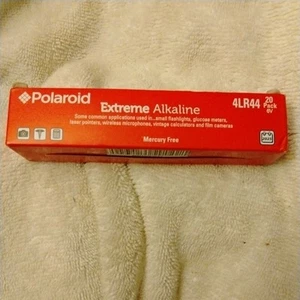 Polaroid
Extreme Alkaline
Some common applications used in...small flashlights, glucose meters,
laser pointers, wireless microphones, vintage calculators and film cameras
Mercury Free
4LR44
20
Pack
6V